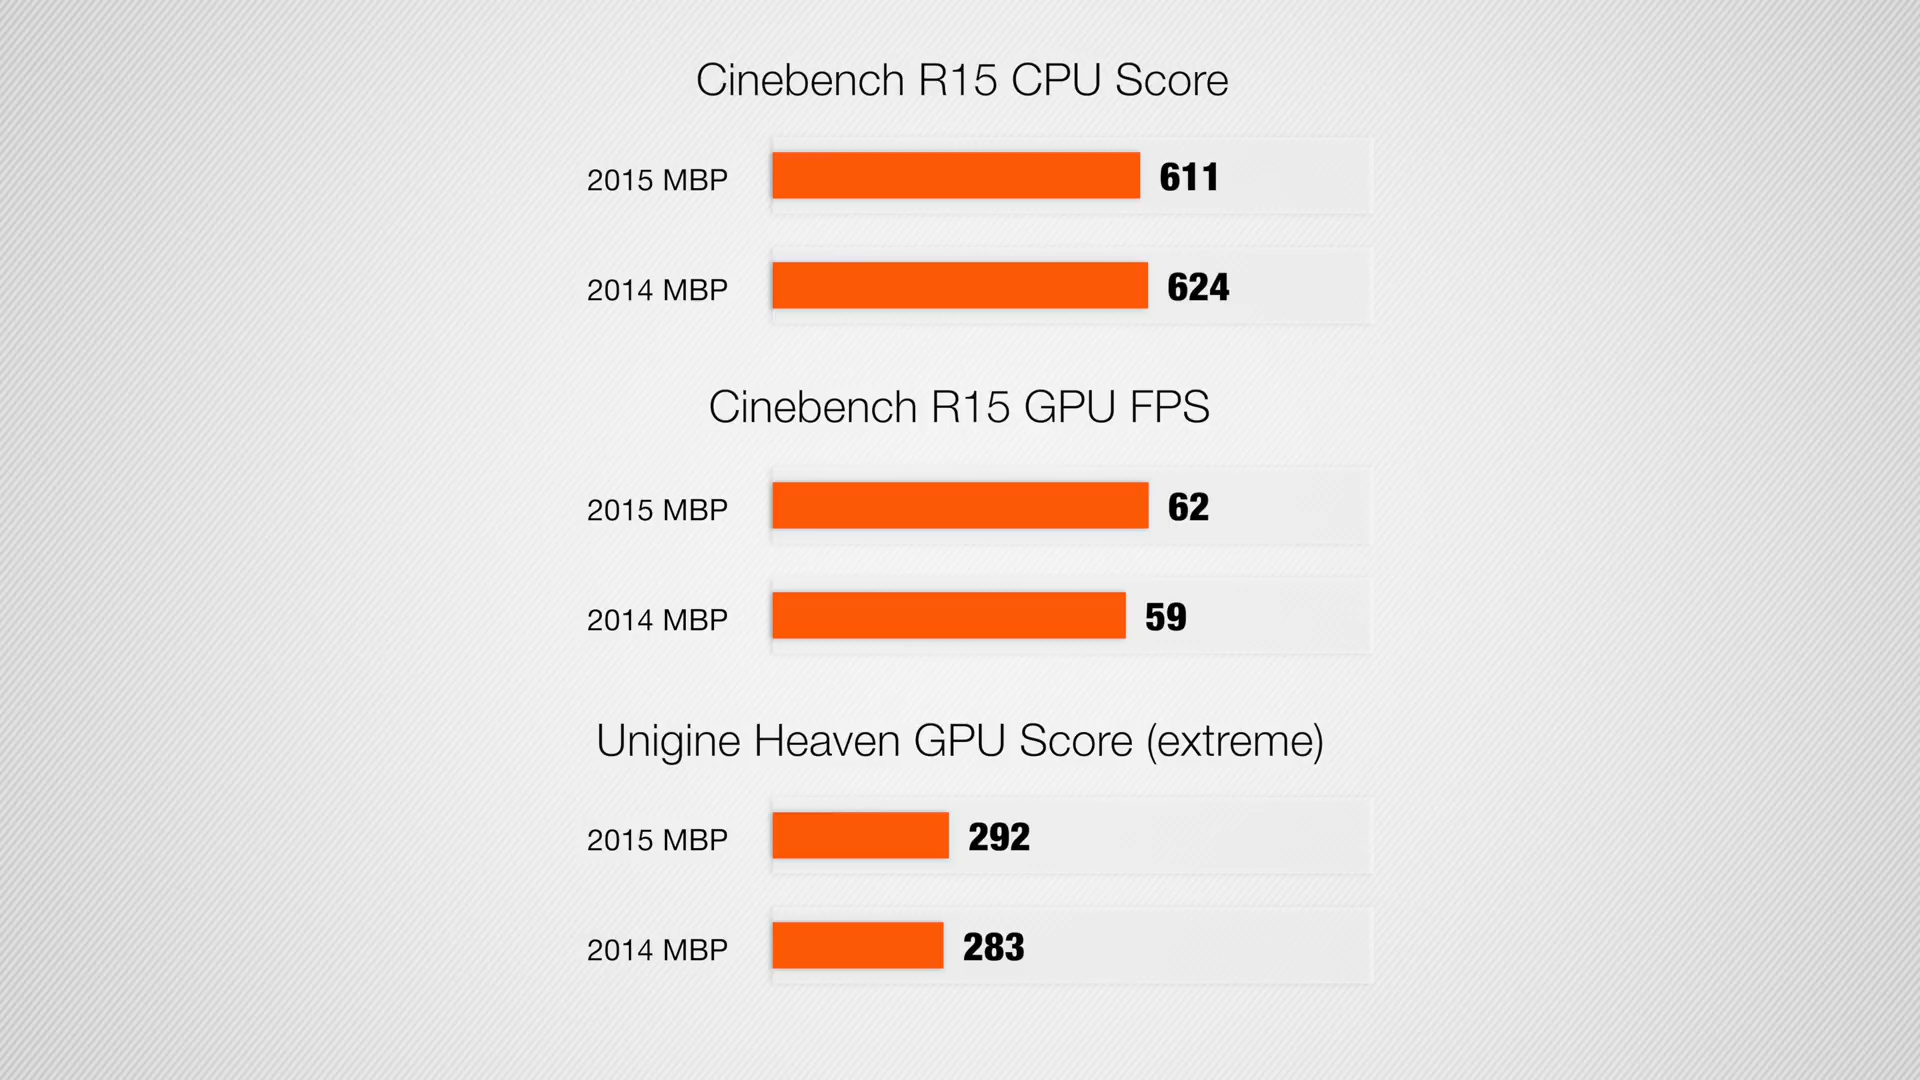 Cinebench R15 CPU Score
2015 MBP 611
2014 MBP 624
Cinebench R15 GPU FPS
2015 MBP 62
2014 MBP 59
Unigine Heaven GPU Score (extreme)
2015 MBP 292
2014 MBP 283